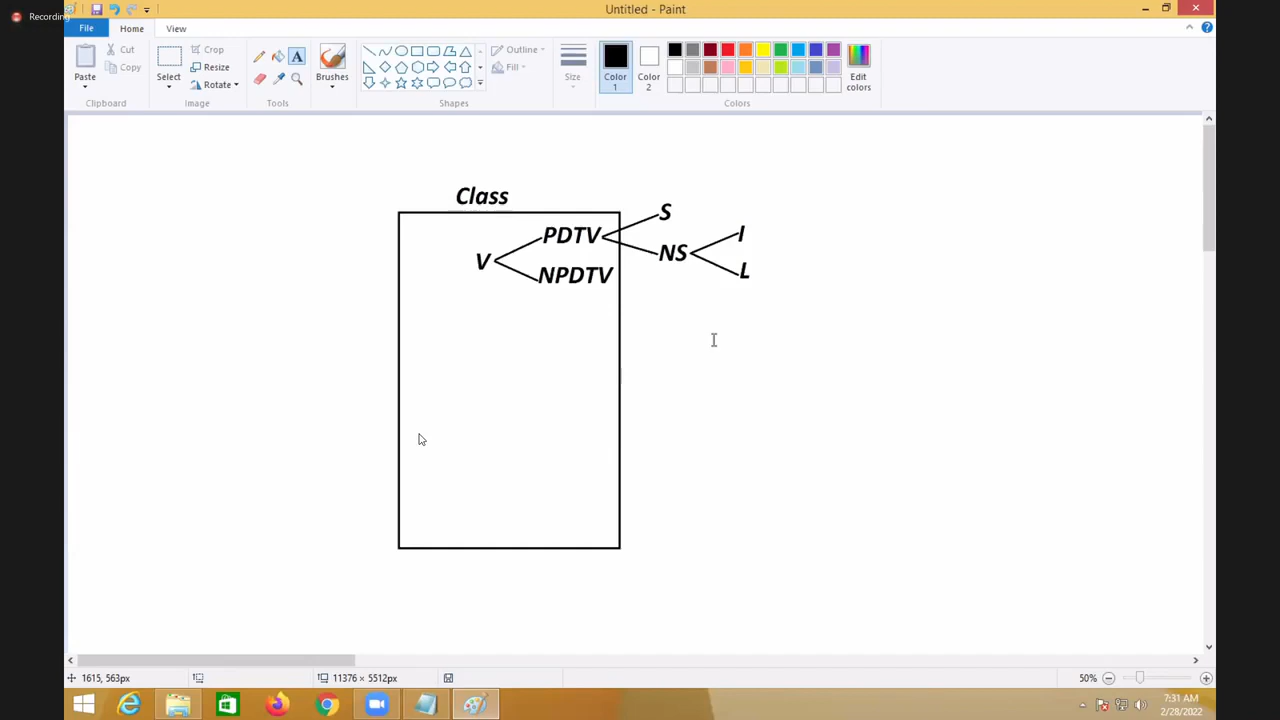 Recording
Untitled - Paint
File Home View
Paste
Cut
Copy
Clipboard
Select
Crop
Resize
Rotate
Image
A
Tools
Brushes
Outline
Fill
Shapes
Size
Color 1
Color 2
Edit colors
Colors
Class
S
PDTV
I
NS
V
L
NPDTV
1615, 563px
11376 × 5512px
50%
7:31 AM
2/28/2022